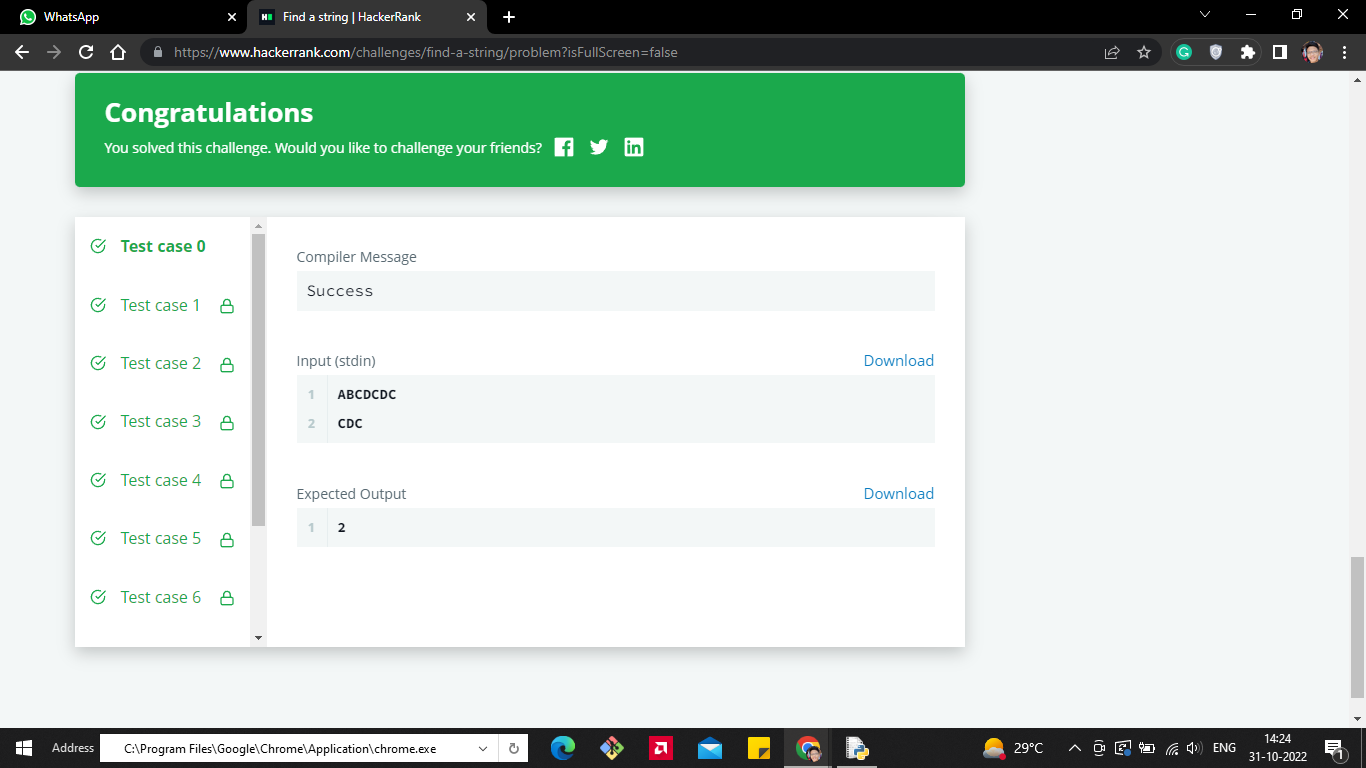 WhatsApp
Find a string | HackerRank
https://www.hackerrank.com/challenges/find-a-string/problem?isFullScreen=false
Congratulations
You solved this challenge. Would you like to challenge your friends?
Test case 0
Test case 1
Test case 2
Test case 3
Test case 4
Test case 5
Test case 6
Compiler Message
Success
Input (stdin)
Download
1 ABCDCDC
2 CDC
Expected Output
Download
1 2
Address
C:\Program Files\Google\Chrome\Application\chrome.exe
29°C
ENG
14:24
31-10-2022
1